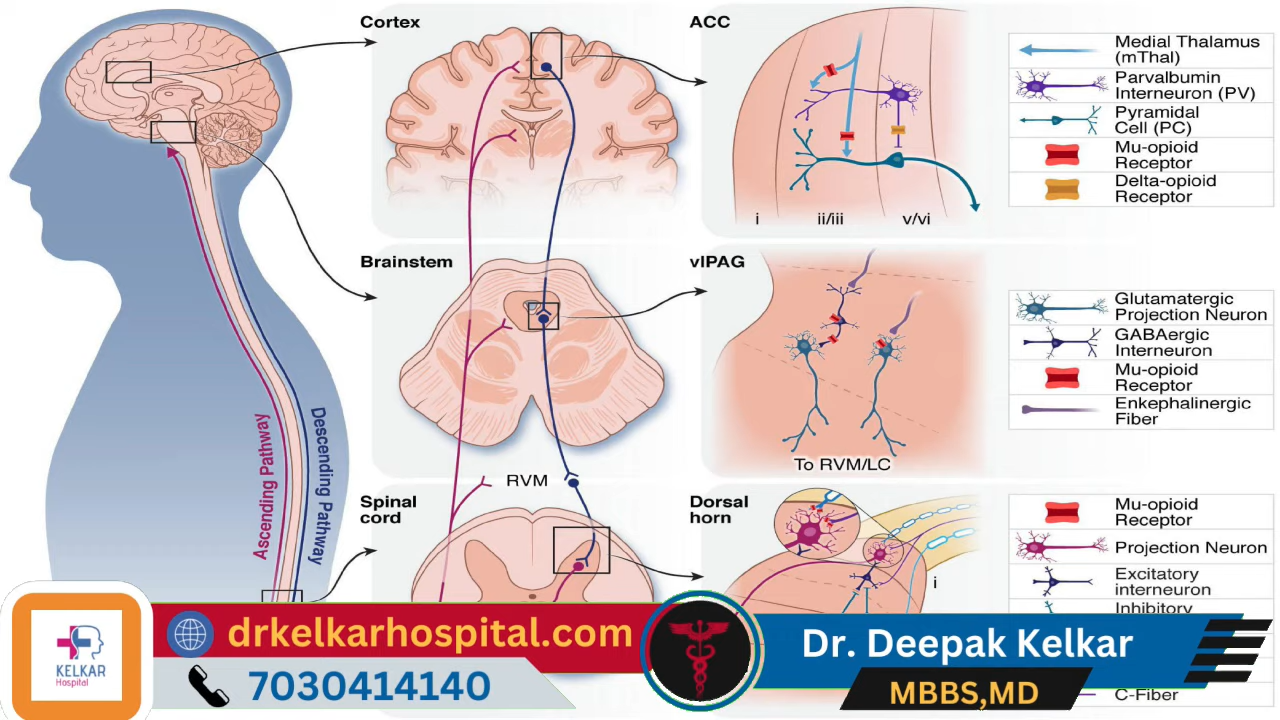 Cortex
ACC
i
ii/iii
v/vi
Medial Thalamus
(mThal)
Parvalbumin
Interneuron (PV)
Pyramidal
Cell (PC)
Mu-opioid
Receptor
Delta-opioid
Receptor
Brainstem
vlPAG
To RVM/LC
Glutamatergic
Projection Neuron
GABAergic
Interneuron
Mu-opioid
Receptor
Enkephalinergic
Fiber
Ascending Pathway
Descending Pathway
RVM
Spinal
cord
Dorsal
horn
i
Mu-opioid
Receptor
Projection Neuron
Excitatory
interneuron
Inhibitory
C-Fiber
KELKAR
Hospital
drkelkarhospital.com
7030414140
Dr. Deepak Kelkar
MBBS,MD